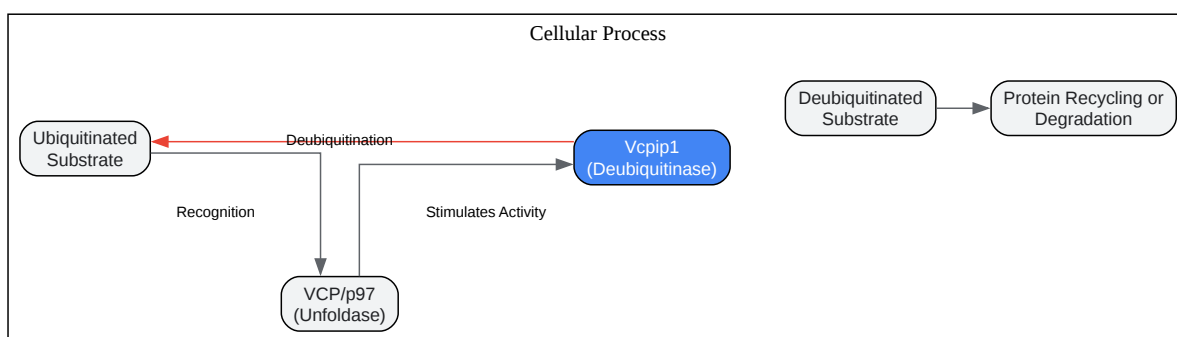 Cellular Process
Ubiquitinated
Substrate
Deubiquitination
Vcpip1
(Deubiquitinase)
Deubiquitinated
Substrate
Protein Recycling or
Degradation
Recognition
Stimulates Activity
VCP/p97
(Unfoldase)